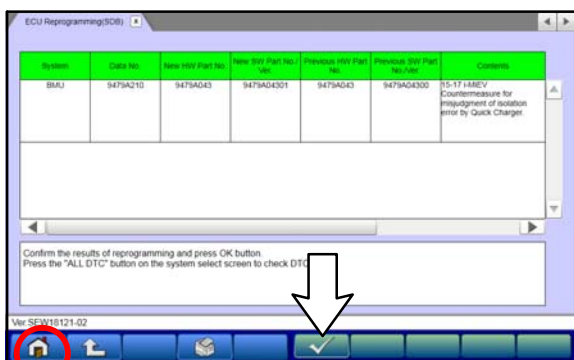 ECU Reprogramming(SDB)
System
Data No.
New HW Part No.
New SW Part No./
Ver.
Previous HW Part
No.
Previous SW Part
No./Ver.
Contents
BMU
9479A210
9479A043
9479A04301
9479A043
9479A04300
15-17 i-MiEV
Countermeasure for
misjudgment of isolation
error by Quick Charger.
Confirm the results of reprogramming and press OK button.
Press the "ALL DTC" button on the system select screen to check DTC
Ver.SEW18121-02